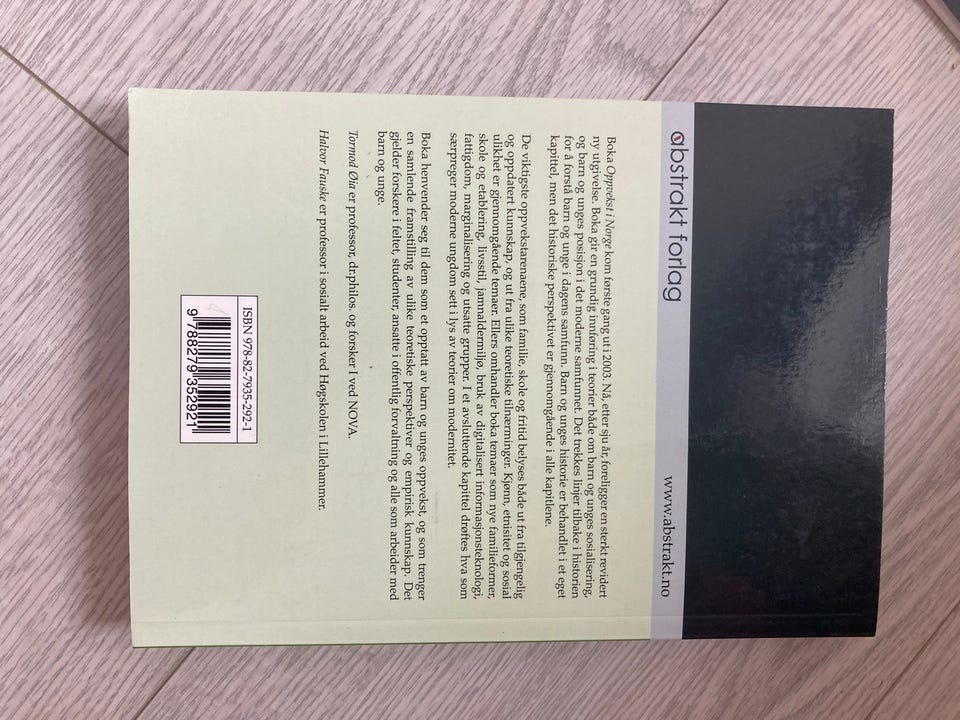 abstrakt forlag
www.abstrakt.no
Boka Oppvekst i Norge kom første gang ut i 2003. Nå, etter sju år, foreligger en sterkt revidert
ny utgivelse. Boka gir en grundig innføring i teorier både om barn og unges sosialisering,
og barn og unges posisjon i det moderne samfunnet. Det trekkes linjer tilbake i historien
for å forstå barn og unge i dagens samfunn. Barn og unges historie er behandlet i et eget
kapittel, men det historiske perspektivet er gjennomgående i alle kapitlene.
De viktigste oppvekstarenaene, som familie, skole og fritid belyses både ut fra tilgjengelig
og oppdatert kunnskap, og ut fra ulike teoretiske tilnærminger. Kjønn, etnisitet og sosial
ulikhet er gjennomgående temaer. Ellers omhandler boka temaer som nye familieformer,
skole og etablering, livsstil, jamnaldermiljø, bruk av digitalisert informasjonsteknologi,
fattigdom, marginalisering og utsatte grupper. I et avsluttende kapittel drøftes hva som
særpreger moderne ungdom sett i lys av teorier om modernitet.
Boka henvender seg til dem som et opptatt av barn og unges oppvekst, og som trenger
en samlende framstilling av ulike teoretiske perspektiver og empirisk kunnskap. Det
gjelder forskere i feltet, studenter, ansatte i offentlig forvaltning og alle som arbeider med
barn og unge.
Tormod Øia er professor, dr.philos. og forsker I ved NOVA.
Halvor Fauske er professor i sosialt arbeid ved Høgskolen i Lillehammer.
ISBN 978-82-7935-292-1
9 788279 352921